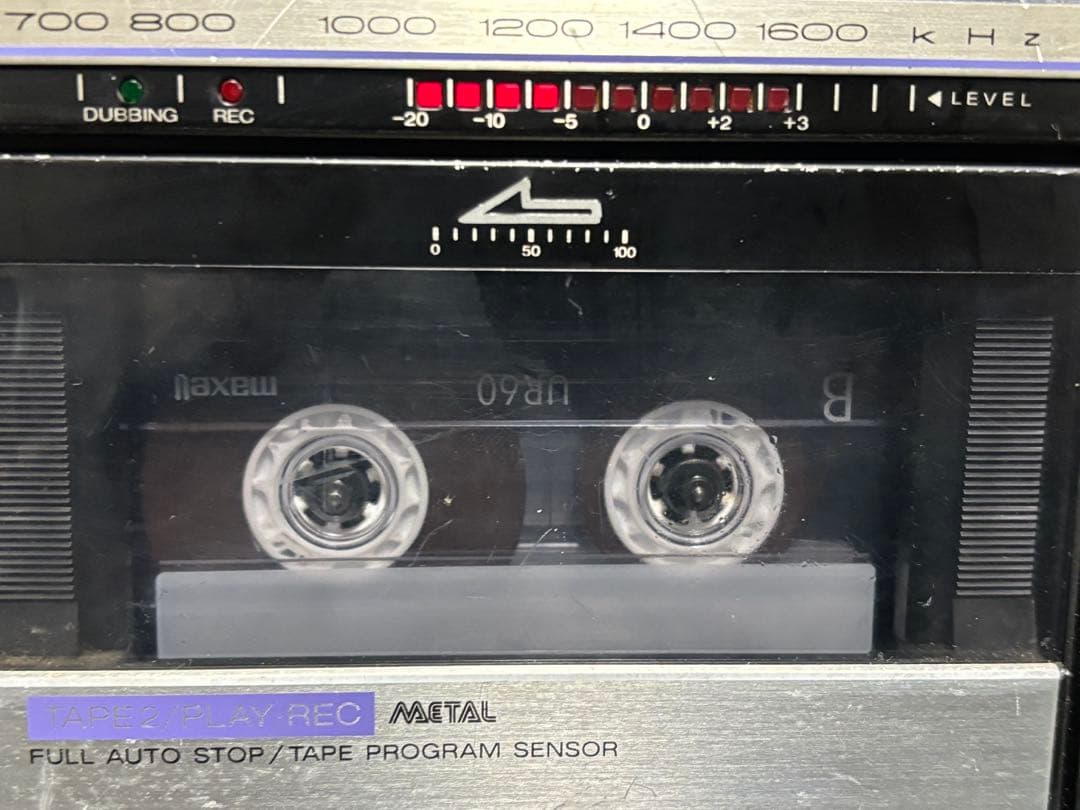 700 800 1000 1200 1400 1600 KHz
DUBBING REC -20 -10 -5 0 +2 +3 LEVEL
0 50 100
maxell UR60 B
TAPE 2/PLAY·REC METAL
FULL AUTO STOP/TAPE PROGRAM SENSOR